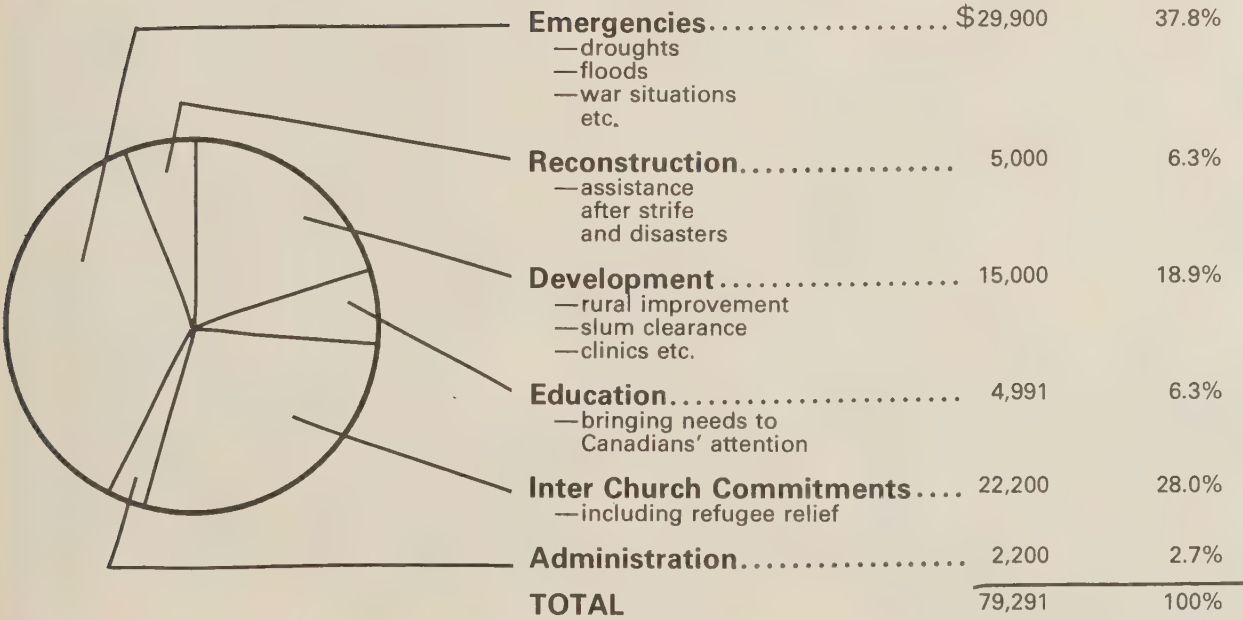 Emergencies.................... $29,900 37.8%
—droughts
—floods
—war situations
etc.
Reconstruction................. 5,000 6.3%
—assistance
after strife
and disasters
Development................... 15,000 18.9%
—rural improvement
—slum clearance
—clinics etc.
Education....................... 4,991 6.3%
—bringing needs to
Canadians' attention
Inter Church Commitments.... 22,200 28.0%
—including refugee relief
Administration.................. 2,200 2.7%
TOTAL 79,291 100%